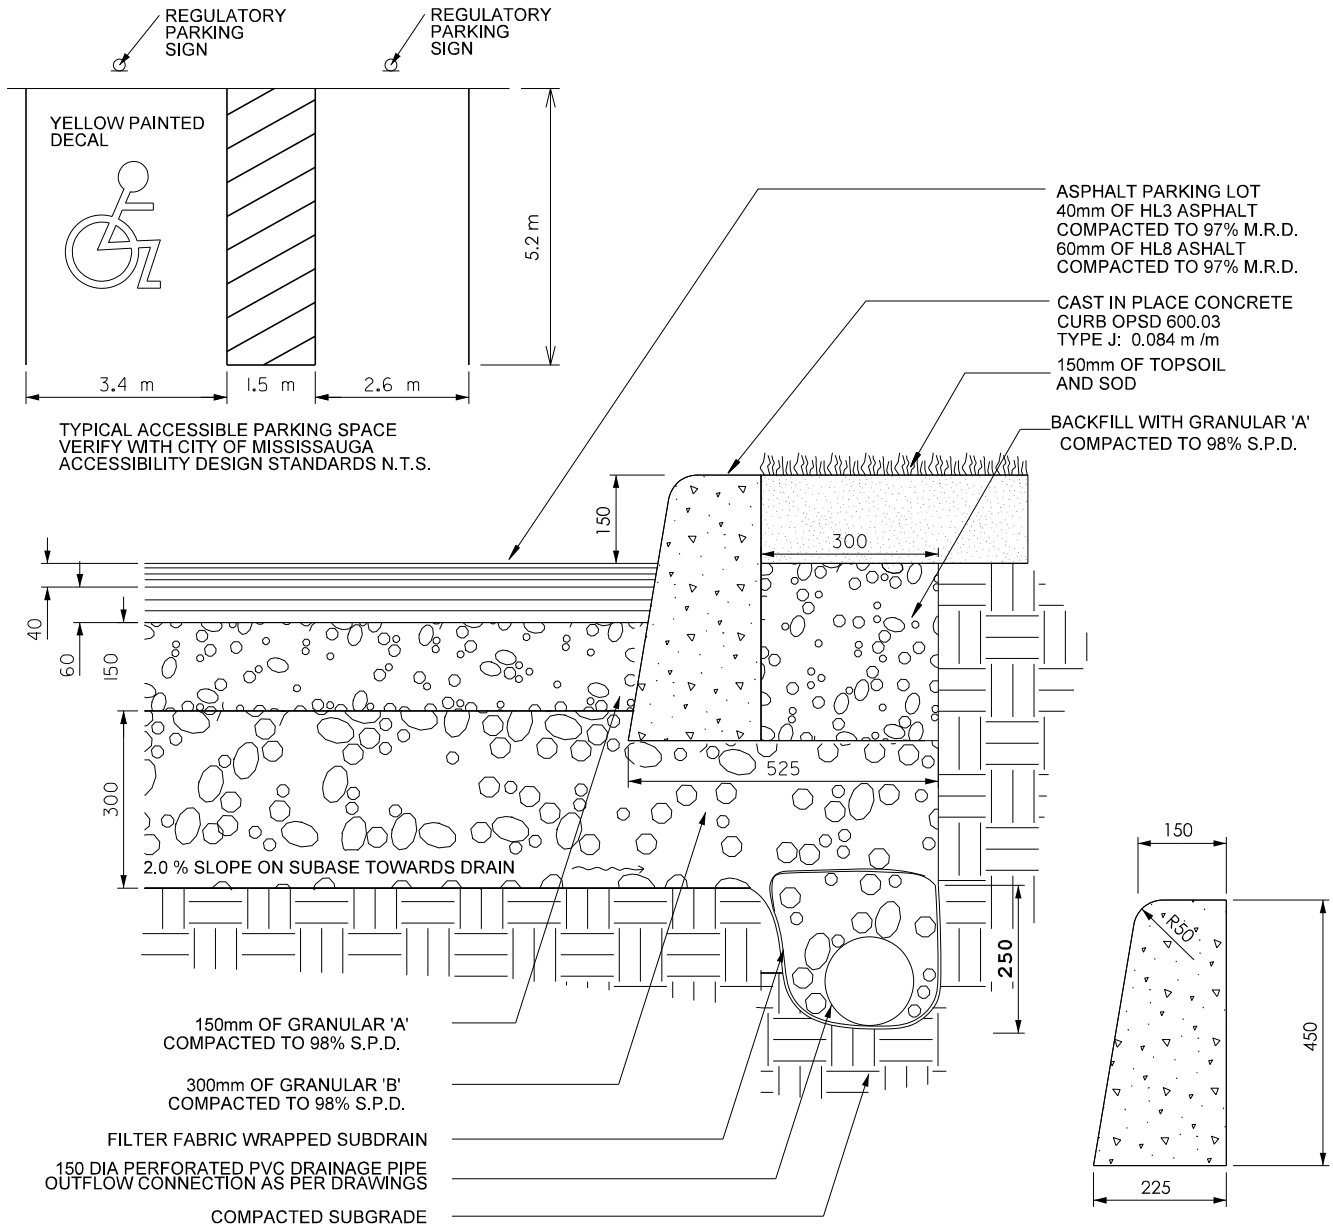 REGULATORY
PARKING
SIGN
REGULATORY
PARKING
SIGN
YELLOW PAINTED
DECAL
5.2 m
3.4 m
1.5 m
2.6 m
TYPICAL ACCESSIBLE PARKING SPACE
VERIFY WITH CITY OF MISSISSAUGA
ACCESSIBILITY DESIGN STANDARDS N.T.S.
ASPHALT PARKING LOT
40mm OF HL3 ASPHALT
COMPACTED TO 97% M.R.D.
60mm OF HL8 ASHALT
COMPACTED TO 97% M.R.D.
CAST IN PLACE CONCRETE
CURB OPSD 600.03
TYPE J: 0.084 m /m
150mm OF TOPSOIL
AND SOD
BACKFILL WITH GRANULAR 'A'
COMPACTED TO 98% S.P.D.
150
300
40
60
150
300
525
2.0 % SLOPE ON SUBASE TOWARDS DRAIN
250
150mm OF GRANULAR 'A'
COMPACTED TO 98% S.P.D.
300mm OF GRANULAR 'B'
COMPACTED TO 98% S.P.D.
FILTER FABRIC WRAPPED SUBDRAIN
150 DIA PERFORATED PVC DRAINAGE PIPE
OUTFLOW CONNECTION AS PER DRAWINGS
COMPACTED SUBGRADE
150
R50
450
225